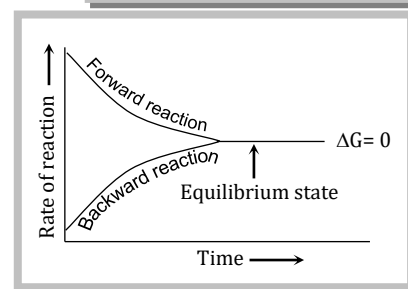 Rate of reaction
Forward reaction
Backward reaction
ΔG= 0
Equilibrium state
Time